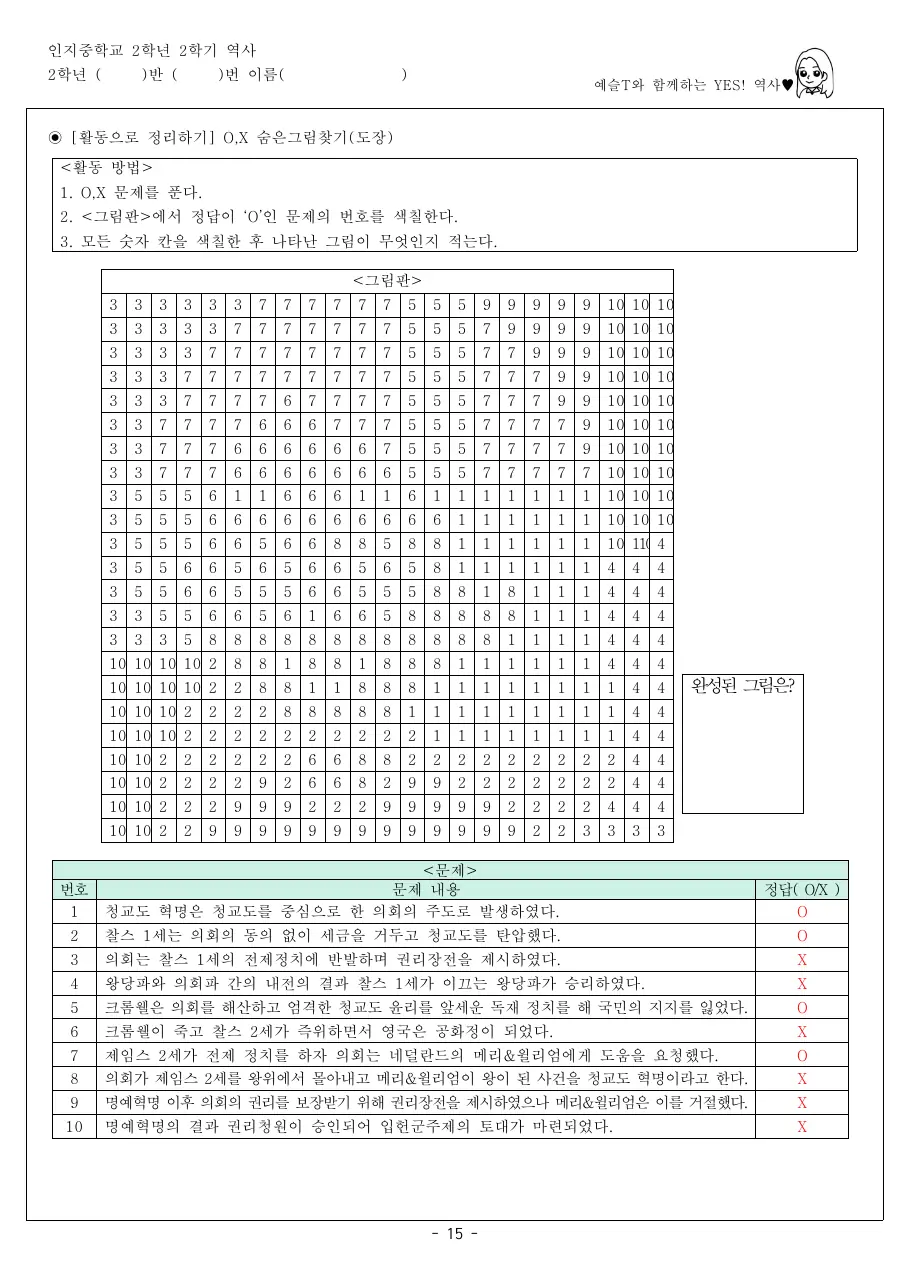 인지중학교 2학년 2학기 역사
2학년 (      )반 (      )번 이름(                  )
예슬T와 함께하는 YES! 역사♥
◉ [활동으로 정리하기] O,X 숨은그림찾기(도장)
<활동 방법>
1. O,X 문제를 푼다.
2. <그림판>에서 정답이 ‘O’인 문제의 번호를 색칠한다.
3. 모든 숫자 칸을 색칠한 후 나타난 그림이 무엇인지 적는다.
<그림판>
3 3 3 3 3 3 7 7 7 7 7 7 5 5 5 9 9 9 9 9 10 10 10
3 3 3 3 3 7 7 7 7 7 7 7 5 5 5 7 9 9 9 9 10 10 10
3 3 3 3 7 7 7 7 7 7 7 7 5 5 5 7 7 9 9 9 10 10 10
3 3 3 7 7 7 7 7 7 7 7 7 5 5 5 7 7 7 9 9 10 10 10
3 3 3 7 7 7 7 6 7 7 7 7 5 5 5 7 7 7 9 9 10 10 10
3 3 7 7 7 7 6 6 6 7 7 7 5 5 5 7 7 7 7 9 10 10 10
3 3 7 7 7 6 6 6 6 6 6 7 5 5 5 7 7 7 7 9 10 10 10
3 3 7 7 7 6 6 6 6 6 6 6 5 5 5 7 7 7 7 7 10 10 10
3 5 5 5 6 1 1 6 6 6 1 1 6 1 1 1 1 1 1 1 10 10 10
3 5 5 5 6 6 6 6 6 6 6 6 6 6 1 1 1 1 1 1 10 10 10
3 5 5 5 6 6 5 6 6 8 8 5 8 8 1 1 1 1 1 1 10 110 4
3 5 5 6 6 5 6 5 6 6 5 6 5 8 1 1 1 1 1 1 4 4 4
3 5 5 6 6 5 5 5 6 6 5 5 5 8 8 1 8 1 1 1 4 4 4
3 3 5 5 6 6 5 6 1 6 6 5 8 8 8 8 8 1 1 1 4 4 4
3 3 3 5 8 8 8 8 8 8 8 8 8 8 8 8 1 1 1 1 4 4 4
10 10 10 10 2 8 8 1 8 8 1 8 8 8 1 1 1 1 1 1 4 4 4
10 10 10 10 2 2 8 8 1 1 8 8 8 1 1 1 1 1 1 1 1 4 4
10 10 10 2 2 2 2 8 8 8 8 8 1 1 1 1 1 1 1 1 1 4 4
10 10 10 2 2 2 2 2 2 2 2 2 2 1 1 1 1 1 1 1 1 4 4
10 10 2 2 2 2 2 2 6 6 8 8 2 2 2 2 2 2 2 2 2 4 4
10 10 2 2 2 2 9 2 6 6 8 2 9 9 2 2 2 2 2 2 2 4 4
10 10 2 2 2 9 9 9 2 2 2 9 9 9 9 9 2 2 2 2 4 4 4
10 10 2 2 9 9 9 9 9 9 9 9 9 9 9 9 9 2 2 3 3 3 3
완성된 그림은?
<문제>
번호 문제 내용 정답( O/X )
1 청교도 혁명은 청교도를 중심으로 한 의회의 주도로 발생하였다. O
2 찰스 1세는 의회의 동의 없이 세금을 거두고 청교도를 탄압했다. O
3 의회는 찰스 1세의 전제정치에 반발하며 권리장전을 제시하였다. X
4 왕당파와 의회파 간의 내전의 결과 찰스 1세가 이끄는 왕당파가 승리하였다. X
5 크롬웰은 의회를 해산하고 엄격한 청교도 윤리를 앞세운 독재 정치를 해 국민의 지지를 잃었다. O
6 크롬웰이 죽고 찰스 2세가 즉위하면서 영국은 공화정이 되었다. X
7 제임스 2세가 전제 정치를 하자 의회는 네덜란드의 메리&윌리엄에게 도움을 요청했다. O
8 의회가 제임스 2세를 왕위에서 몰아내고 메리&윌리엄이 왕이 된 사건을 청교도 혁명이라고 한다. X
9 명예혁명 이후 의회의 권리를 보장받기 위해 권리장전을 제시하였으나 메리&윌리엄은 이를 거절했다. X
10 명예혁명의 결과 권리청원이 승인되어 입헌군주제의 토대가 마련되었다. X
- 15 -